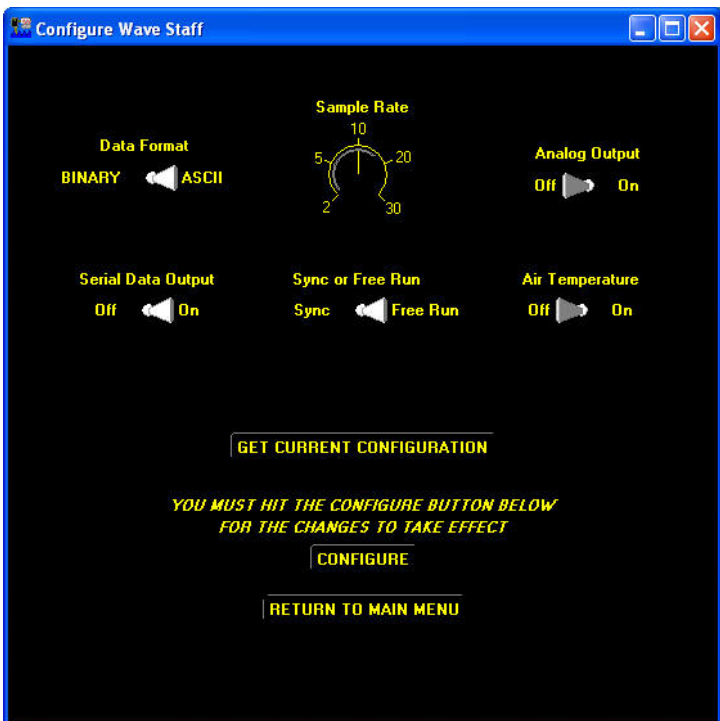 Configure Wave Staff
Sample Rate
10
5 20
2 30
Data Format
BINARY ASCII
Analog Output
Off On
Serial Data Output
Off On
Sync or Free Run
Sync Free Run
Air Temperature
Off On
GET CURRENT CONFIGURATION
YOU MUST HIT THE CONFIGURE BUTTON BELOW
FOR THE CHANGES TO TAKE EFFECT
CONFIGURE
RETURN TO MAIN MENU